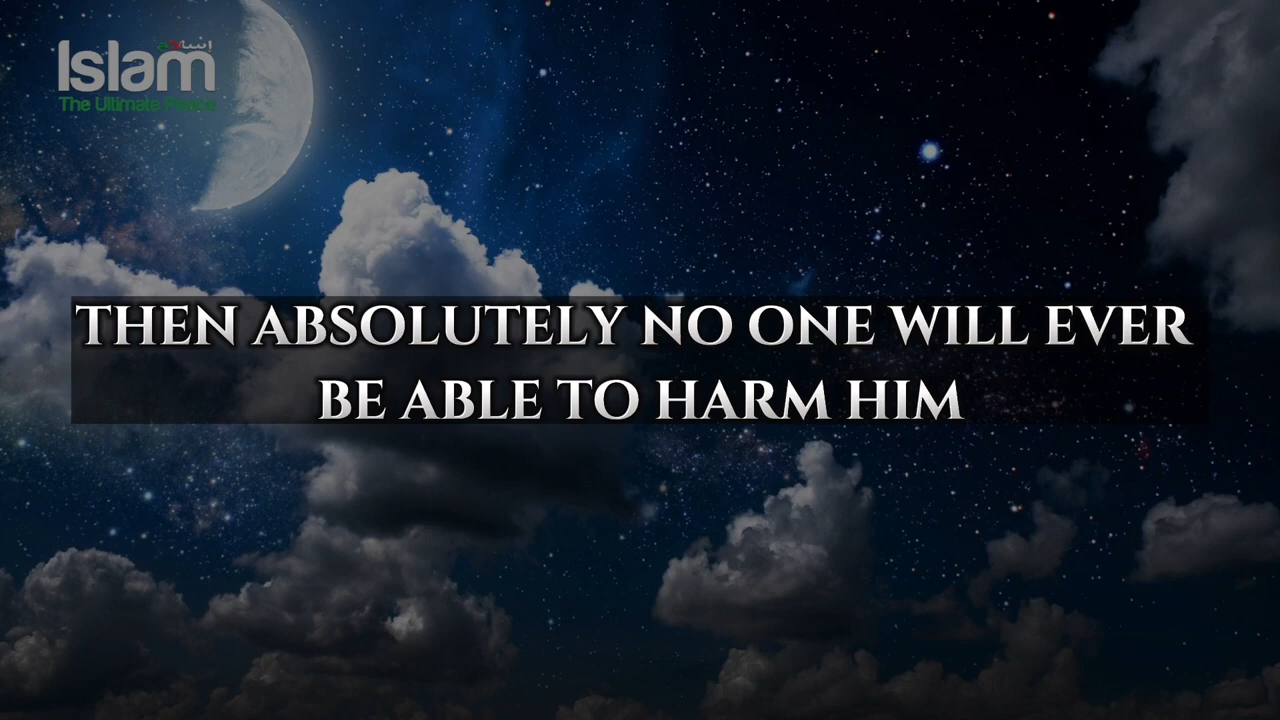 Islam
The Ultimate Peace
THEN ABSOLUTELY NO ONE WILL EVER
BE ABLE TO HARM HIM